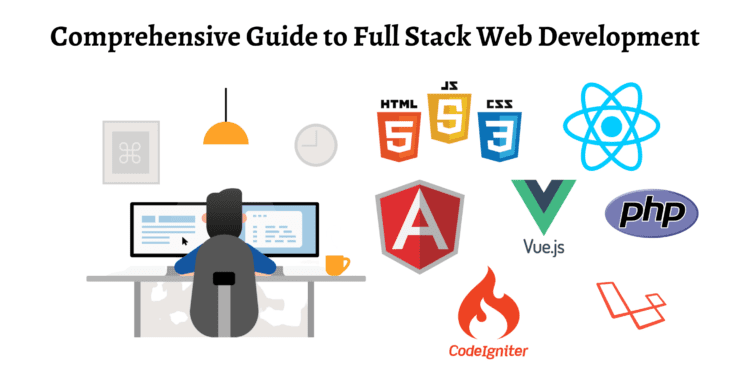 Comprehensive Guide to Full Stack Web Development
JS
HTML
CSS
5
5
3
A
Vue.js
php
CodeIgniter